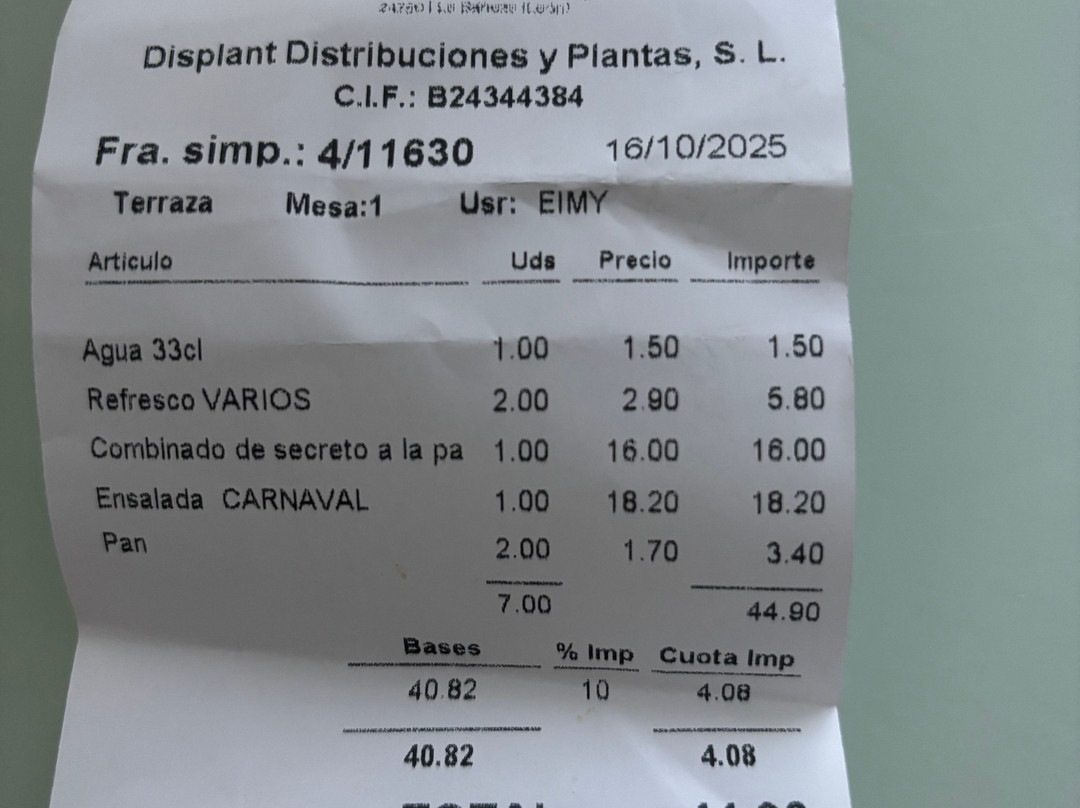 Displant Distribuciones y Plantas, S. L.
C.I.F.: B24344384
Fra. simp.: 4/11630 16/10/2025
Terraza Mesa:1 Usr: EIMY
Articulo Uds Precio Importe
Agua 33cl 1.00 1.50 1.50
Refresco VARIOS 2.00 2.90 5.80
Combinado de secreto a la pa 1.00 16.00 16.00
Ensalada CARNAVAL 1.00 18.20 18.20
Pan 2.00 1.70 3.40
7.00 44.90
Bases % Imp Cuota Imp
40.82 10 4.08
40.82 4.08